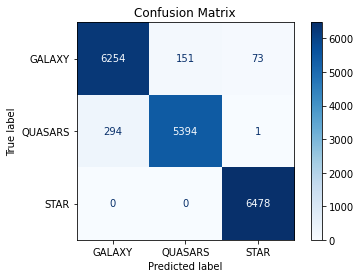 Confusion Matrix
True label
GALAXY 6254 151 73
QUASARS 294 5394 1
STAR 0 0 6478
GALAXY QUASARS STAR
Predicted label
6000
5000
4000
3000
2000
1000
0